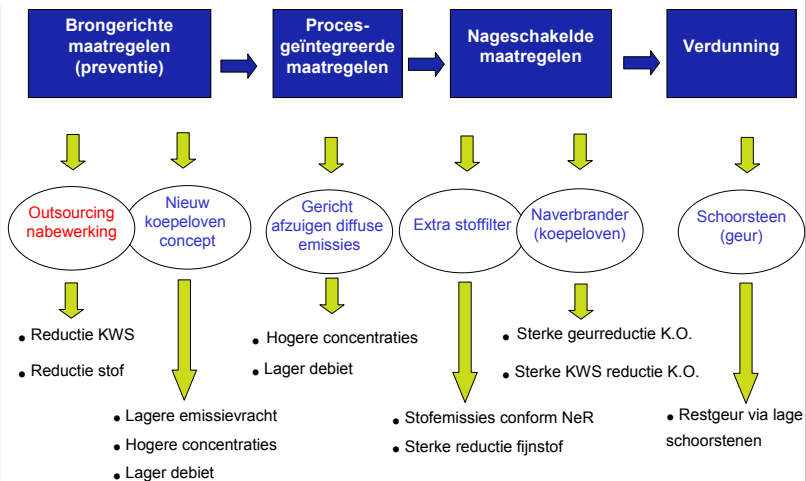 Brongerichte
maatregelen
(preventie)
Proces-
geïntegreerde
maatregelen
Nageschakelde
maatregelen
Verdunning
Outsourcing
nabewerking
Nieuw
koepeloven
concept
Gericht
afzuigen diffuse
emissies
Extra stoffilter
Naverbrander
(koepeloven)
Schoorsteen
(geur)
• Reductie KWS
• Reductie stof
• Hogere concentraties
• Lager debiet
• Sterke geurreductie K.O.
• Sterke KWS reductie K.O.
• Lagere emissievracht
• Hogere concentraties
• Lager debiet
• Stofemissies conform NeR
• Sterke reductie fijnstof
• Restgeur via lage
schoorstenen